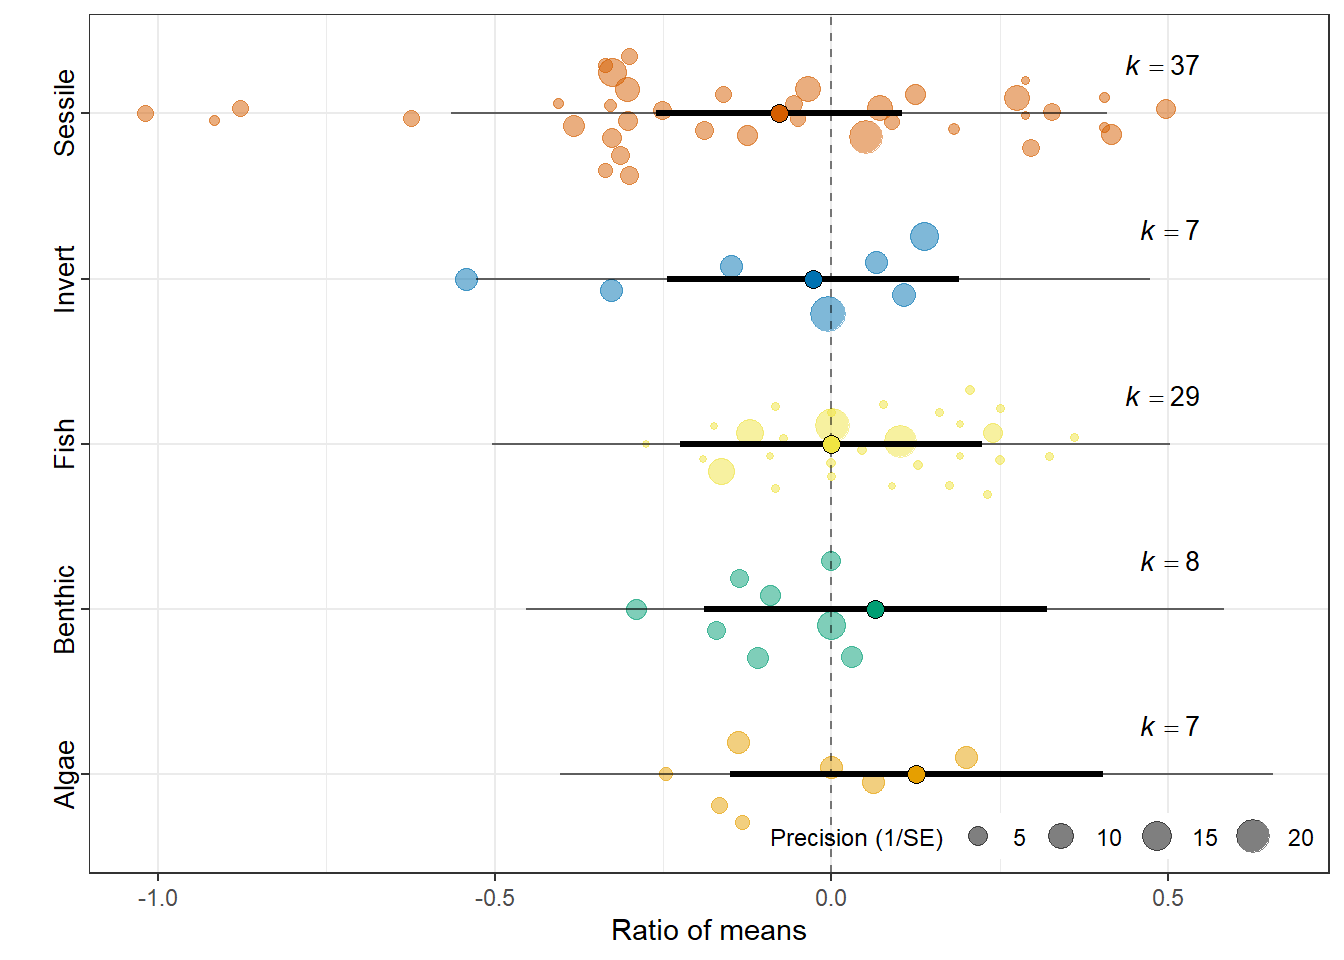 Sessile
k = 37
Invert
k = 7
Fish
k = 29
Benthic
k = 8
Algae
k = 7
Precision (1/SE) 5 10 15 20
-1.0 -0.5 0.0 0.5
Ratio of means